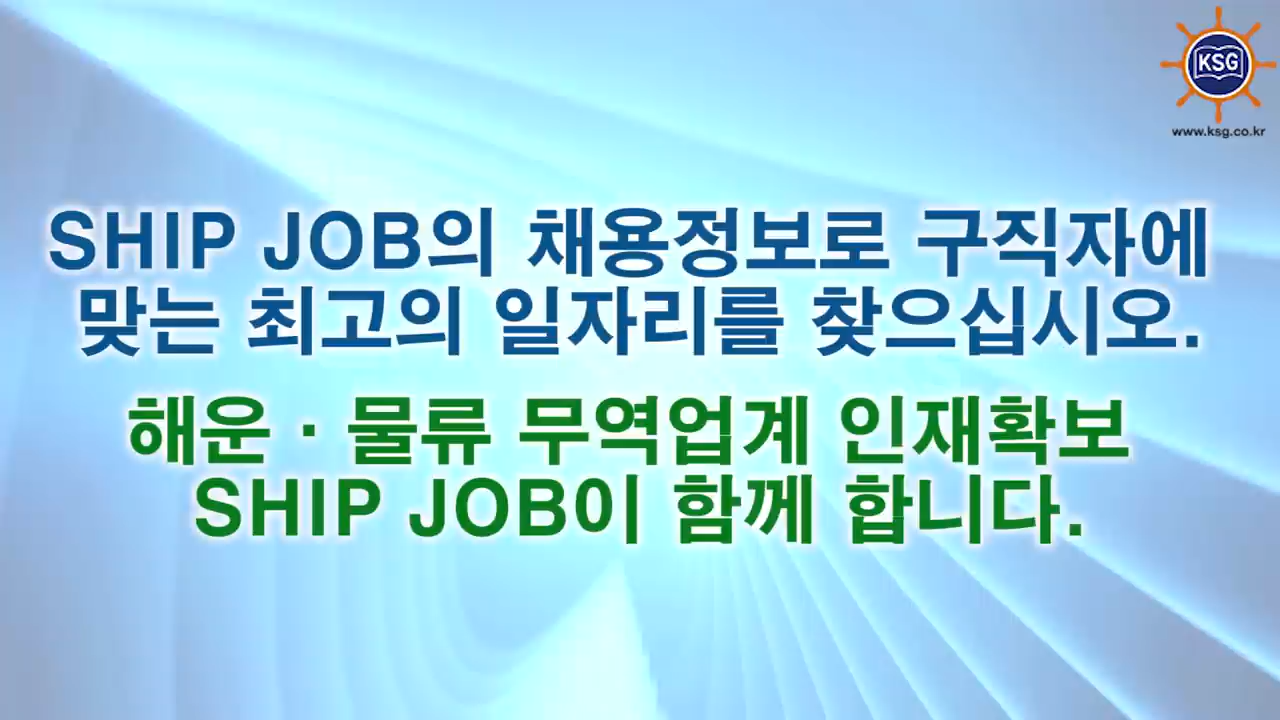 KSG
www.ksg.co.kr
SHIP JOB의 채용정보로 구직자에
맞는 최고의 일자리를 찾으십시오.
해운 · 물류 무역업계 인재확보
SHIP JOB이 함께 합니다.